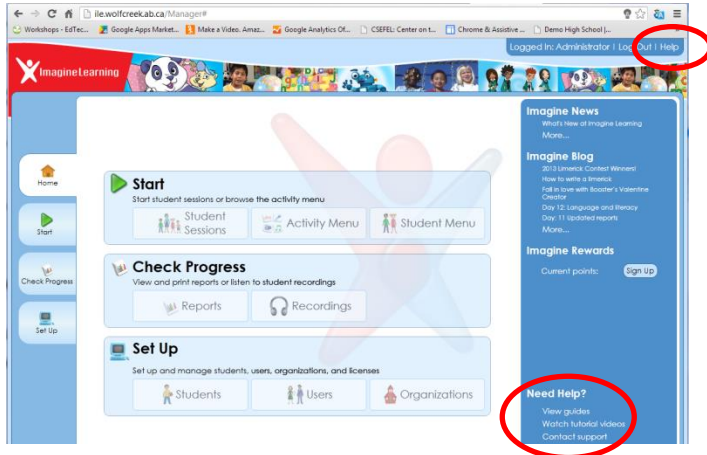 ile.wolfcreek.ab.ca/Manager#
Workshops - EdTec... Google Apps Market... Make a Video. Amaz... Google Analytics Of... CSEFEL: Center on t... Chrome & Assistive ... Demo High School |...
Logged In: Administrator | Log Out | Help
ImagineLearning
Home
Start
Check Progress
Set Up
Start
Start student sessions or browse the activity menu
Student Sessions
Activity Menu
Student Menu
Check Progress
View and print reports or listen to student recordings
Reports
Recordings
Set Up
Set up and manage students, users, organizations, and licenses
Students
Users
Organizations
Imagine News
What's New at Imagine Learning
More...
Imagine Blog
2013 Limerick Contest Winners!
How to write a limerick
Fall in love with Booster's Valentine
Creator
Day 12: Language and literacy
Day: 11 Updated reports
More...
Imagine Rewards
Current points: Sign Up
Need Help?
View guides
Watch tutorial videos
Contact support